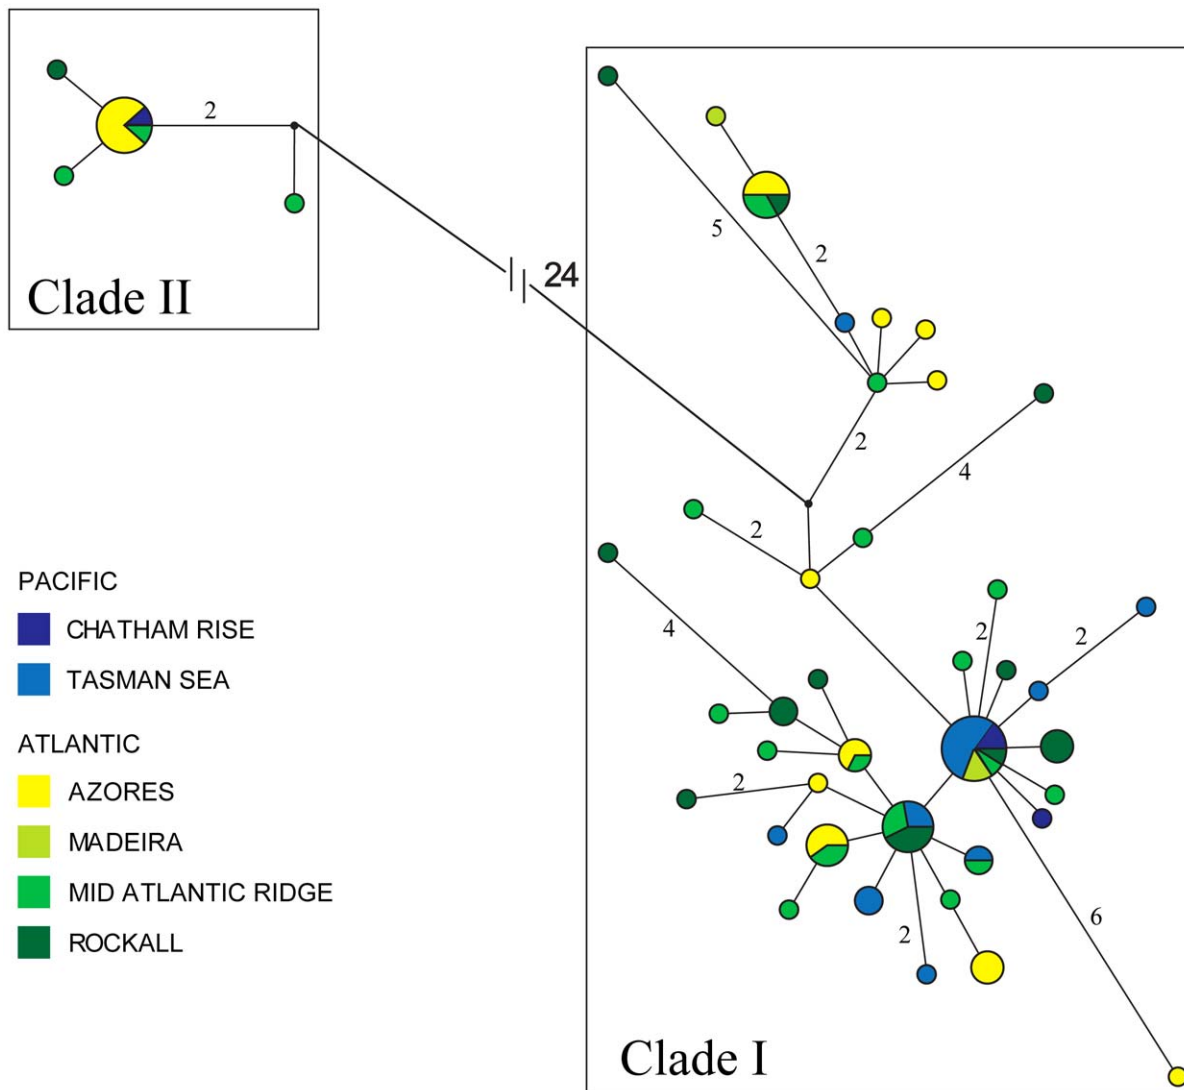 2
Clade II
24
5
2
2
4
2
4
2
2
2
2
6
Clade I
PACIFIC
CHATHAM RISE
TASMAN SEA
ATLANTIC
AZORES
MADEIRA
MID ATLANTIC RIDGE
ROCKALL